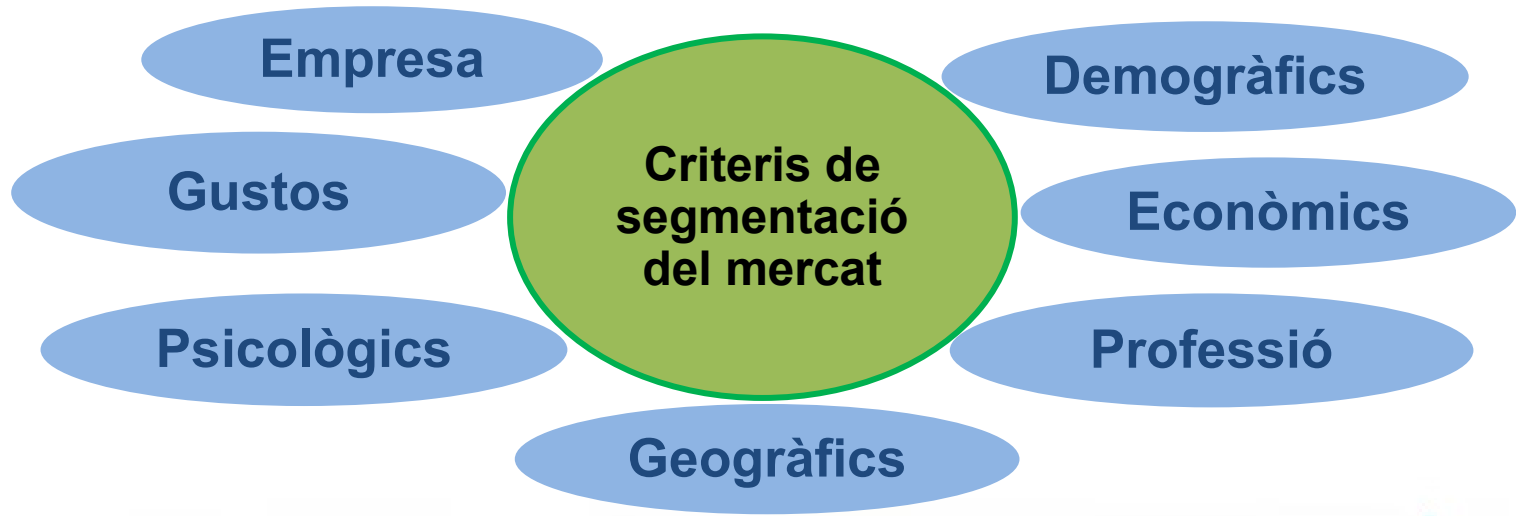 Empresa
Demogràfics
Gustos
Criteris de
segmentació
del mercat
Econòmics
Psicològics
Professió
Geogràfics